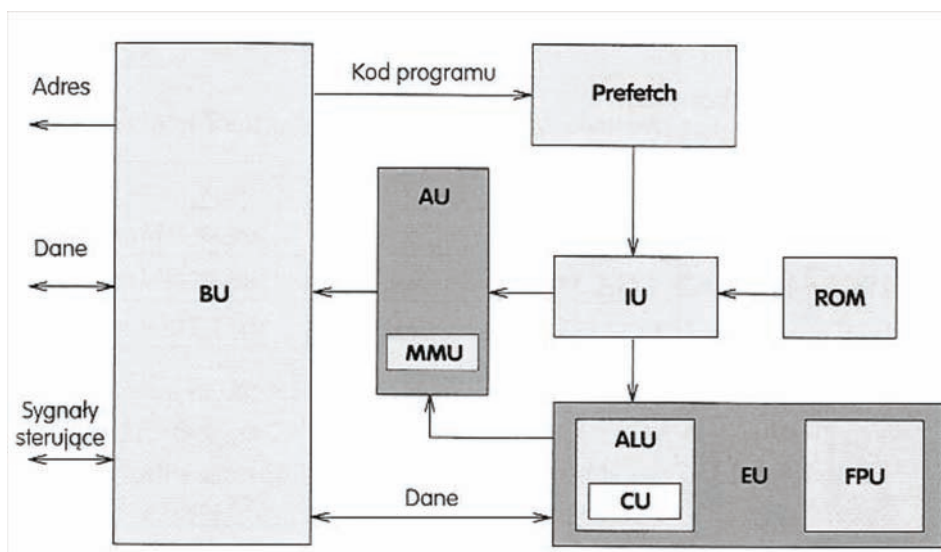 Adres
Kod programu
Prefetch
AU
Dane
BU
IU
ROM
MMU
Sygnały
sterujące
ALU
EU
FPU
CU
Dane